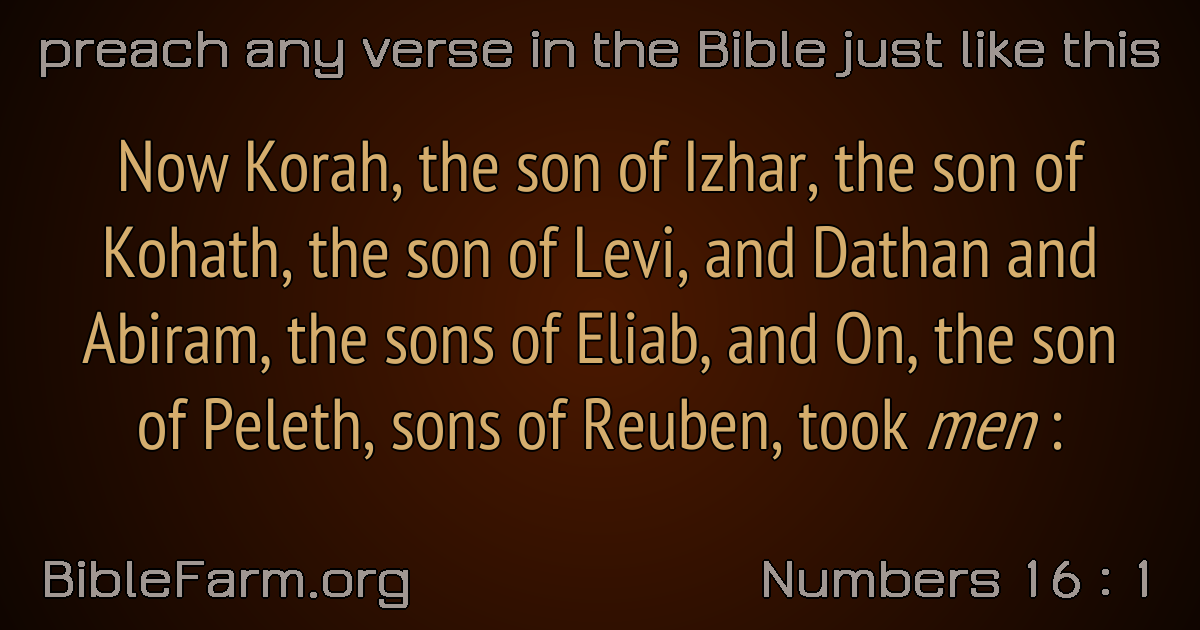 preach any verse in the Bible just like this
Now Korah, the son of Izhar, the son of
Kohath, the son of Levi, and Dathan and
Abiram, the sons of Eliab, and On, the son
of Peleth, sons of Reuben, took men :
BibleFarm.org
Numbers 16 : 1